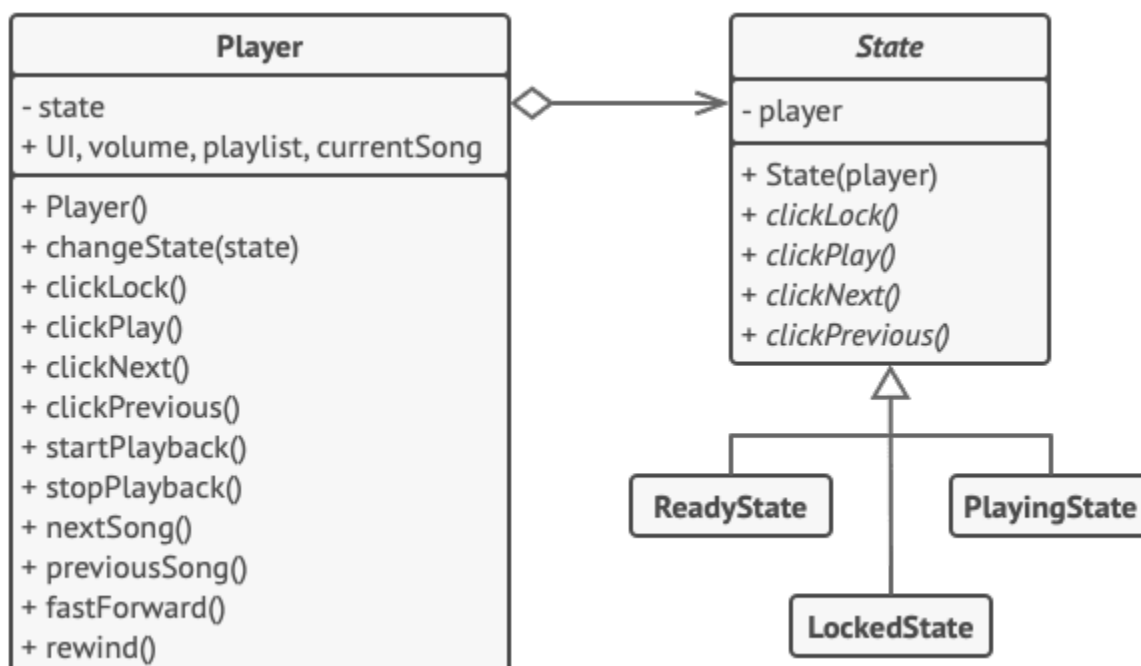 Player
- state
+ UI, volume, playlist, currentSong
+ Player()
+ changeState(state)
+ clickLock()
+ clickPlay()
+ clickNext()
+ clickPrevious()
+ startPlayback()
+ stopPlayback()
+ nextSong()
+ previousSong()
+ fastForward()
+ rewind()
State
- player
+ State(player)
+ clickLock()
+ clickPlay()
+ clickNext()
+ clickPrevious()
ReadyState
PlayingState
LockedState